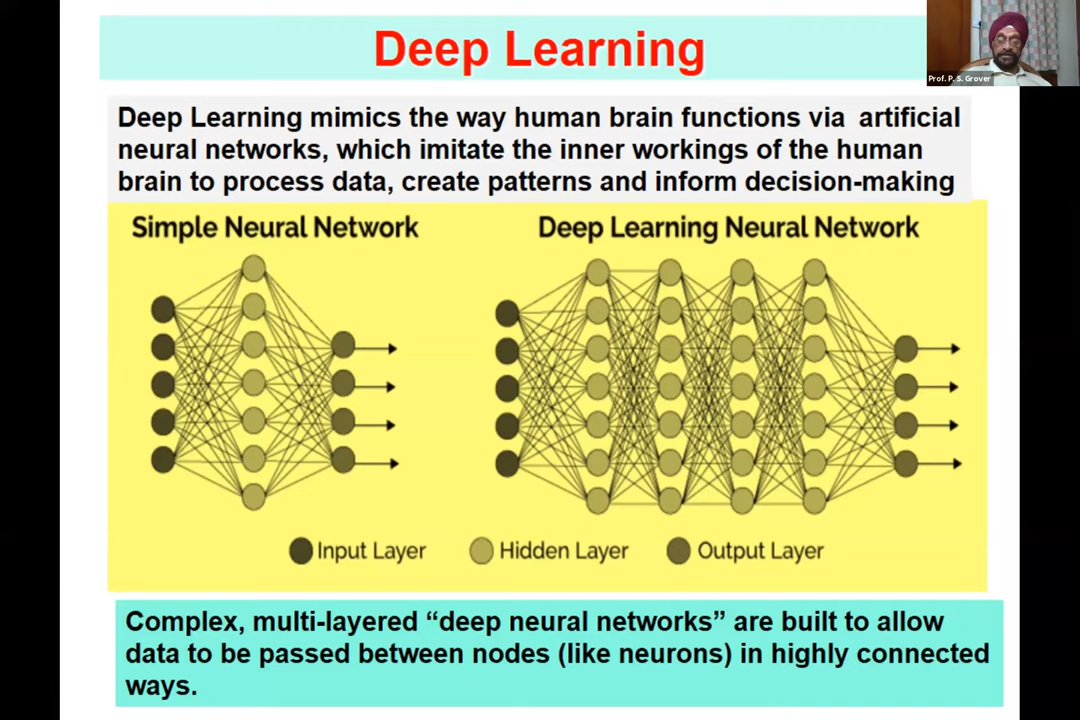 Deep Learning
Prof. P. S. Grover
Deep Learning mimics the way human brain functions via artificial
neural networks, which imitate the inner workings of the human
brain to process data, create patterns and inform decision-making
Simple Neural Network
Deep Learning Neural Network
Input Layer
Hidden Layer
Output Layer
Complex, multi-layered “deep neural networks” are built to allow
data to be passed between nodes (like neurons) in highly connected
ways.